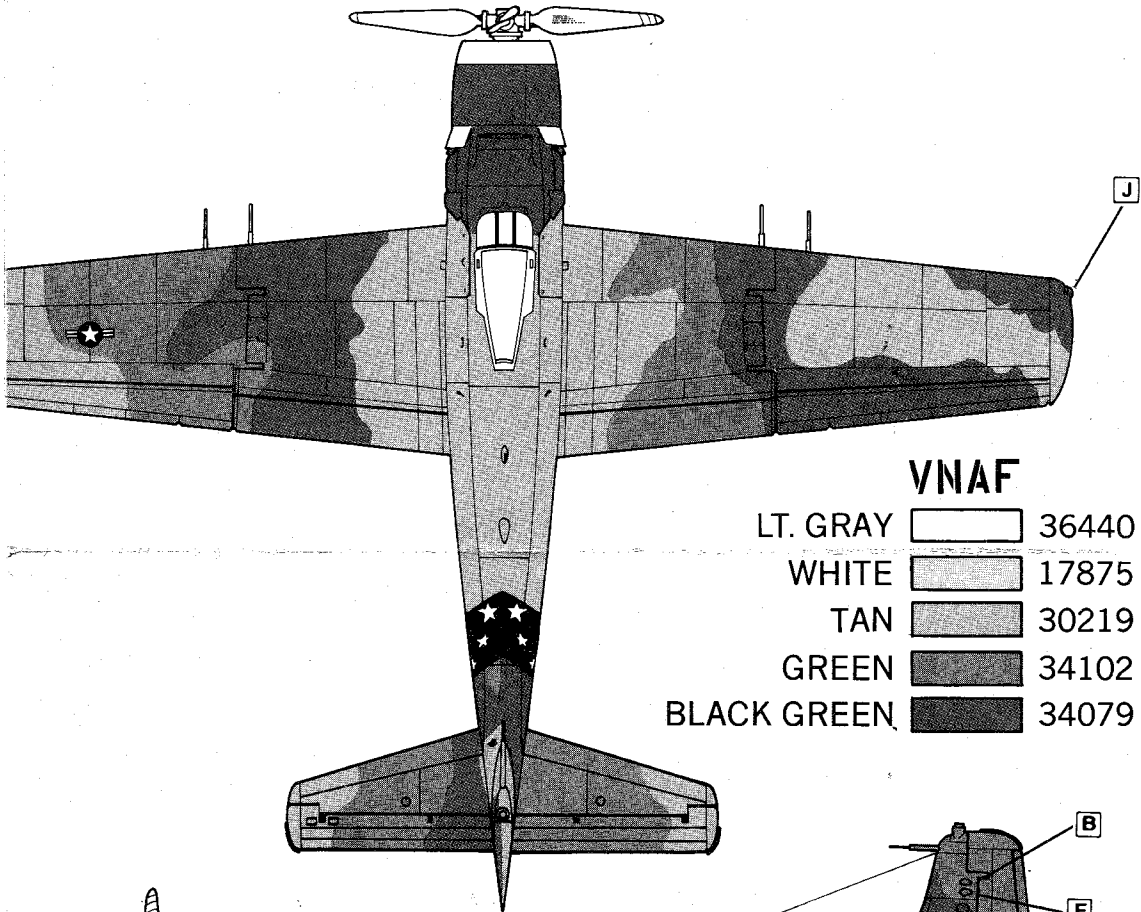 J
VNAF
LT. GRAY 36440
WHITE 17875
TAN 30219
GREEN 34102
BLACK GREEN 34079
B
F